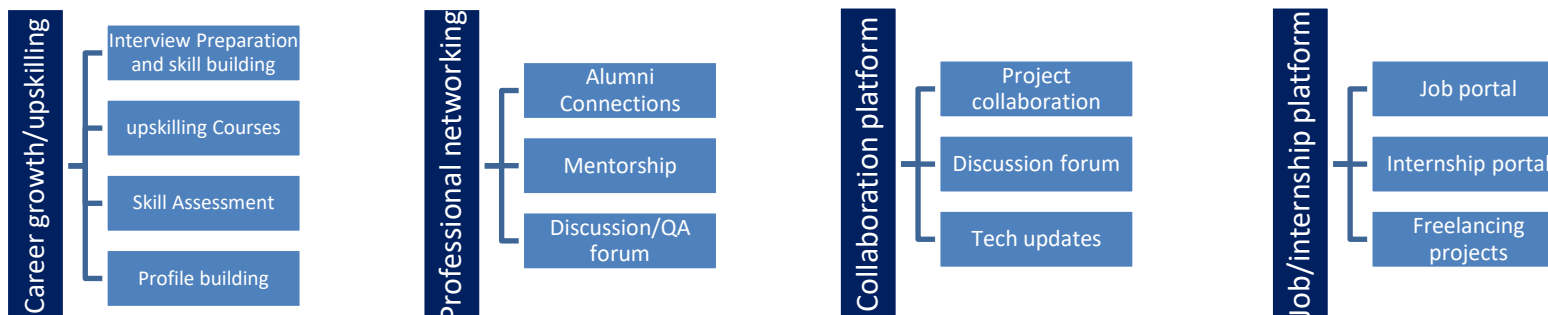 Career growth/upskilling
Interview Preparation
and skill building
upskilling Courses
Skill Assessment
Profile building
Professional networking
Alumni
Connections
Mentorship
Discussion/QA
forum
Collaboration platform
Project
collaboration
Discussion forum
Tech updates
Job/internship platform
Job portal
Internship portal
Freelancing
projects